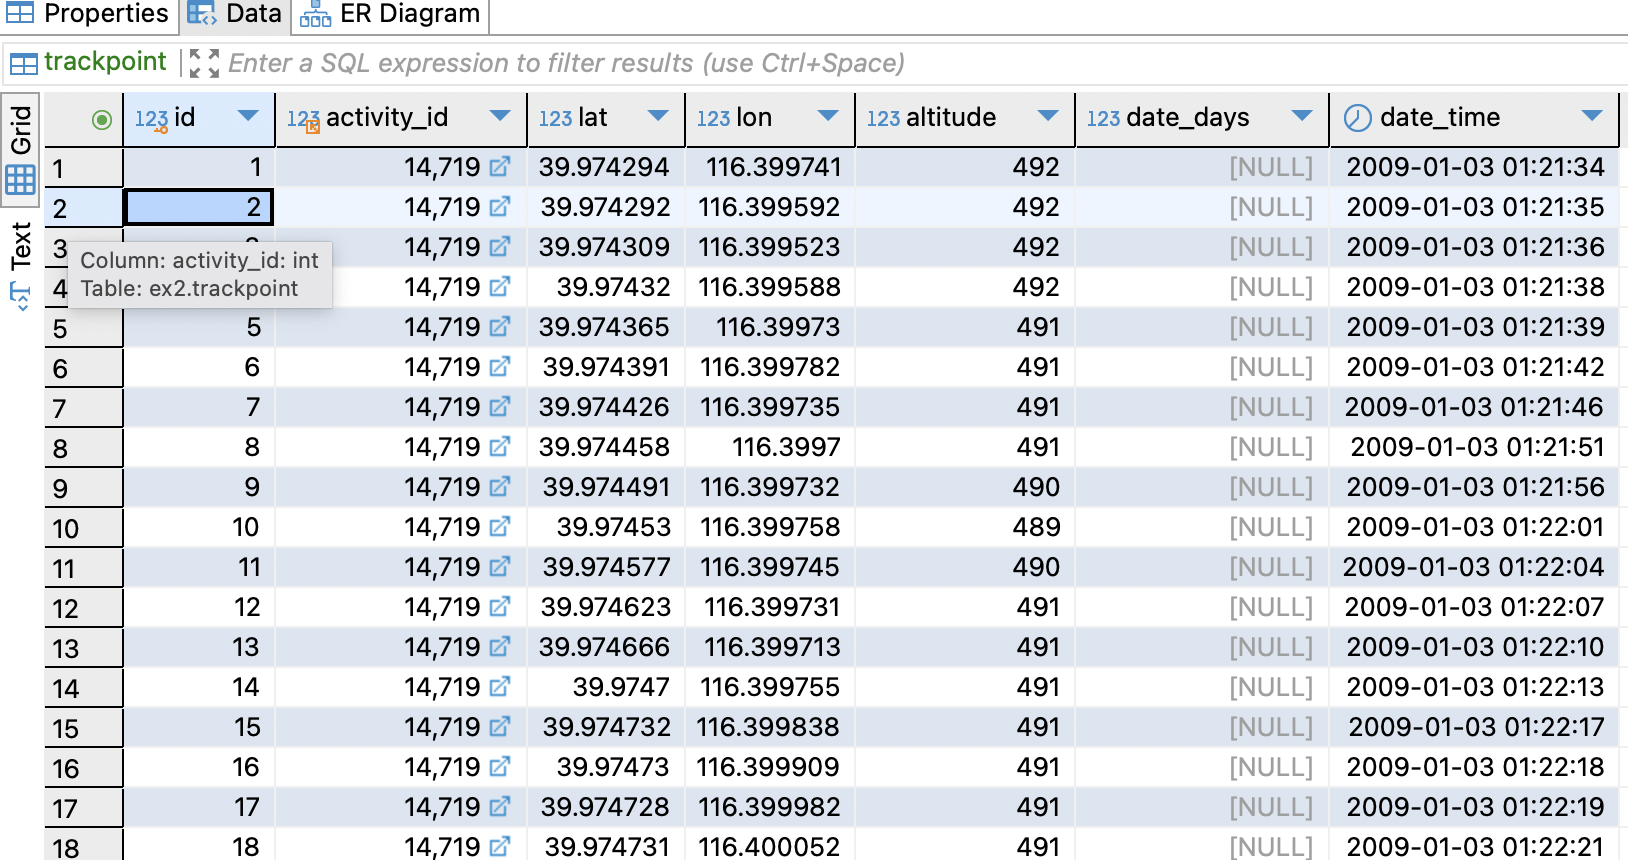 Properties Data ER Diagram
trackpoint Enter a SQL expression to filter results (use Ctrl+Space)
Grid
Text
123 id 123 activity_id 123 lat 123 lon 123 altitude 123 date_days date_time
1 1 14,719 39.974294 116.399741 492 [NULL] 2009-01-03 01:21:34
2 2 14,719 39.974292 116.399592 492 [NULL] 2009-01-03 01:21:35
3 14,719 39.974309 116.399523 492 [NULL] 2009-01-03 01:21:36
Column: activity_id: int
Table: ex2.trackpoint
4 14,719 39.97432 116.399588 492 [NULL] 2009-01-03 01:21:38
5 5 14,719 39.974365 116.39973 491 [NULL] 2009-01-03 01:21:39
6 6 14,719 39.974391 116.399782 491 [NULL] 2009-01-03 01:21:42
7 7 14,719 39.974426 116.399735 491 [NULL] 2009-01-03 01:21:46
8 8 14,719 39.974458 116.3997 491 [NULL] 2009-01-03 01:21:51
9 9 14,719 39.974491 116.399732 490 [NULL] 2009-01-03 01:21:56
10 10 14,719 39.97453 116.399758 489 [NULL] 2009-01-03 01:22:01
11 11 14,719 39.974577 116.399745 490 [NULL] 2009-01-03 01:22:04
12 12 14,719 39.974623 116.399731 491 [NULL] 2009-01-03 01:22:07
13 13 14,719 39.974666 116.399713 491 [NULL] 2009-01-03 01:22:10
14 14 14,719 39.9747 116.399755 491 [NULL] 2009-01-03 01:22:13
15 15 14,719 39.974732 116.399838 491 [NULL] 2009-01-03 01:22:17
16 16 14,719 39.97473 116.399909 491 [NULL] 2009-01-03 01:22:18
17 17 14,719 39.974728 116.399982 491 [NULL] 2009-01-03 01:22:19
18 18 14,719 39.974731 116.400052 491 [NULL] 2009-01-03 01:22:21